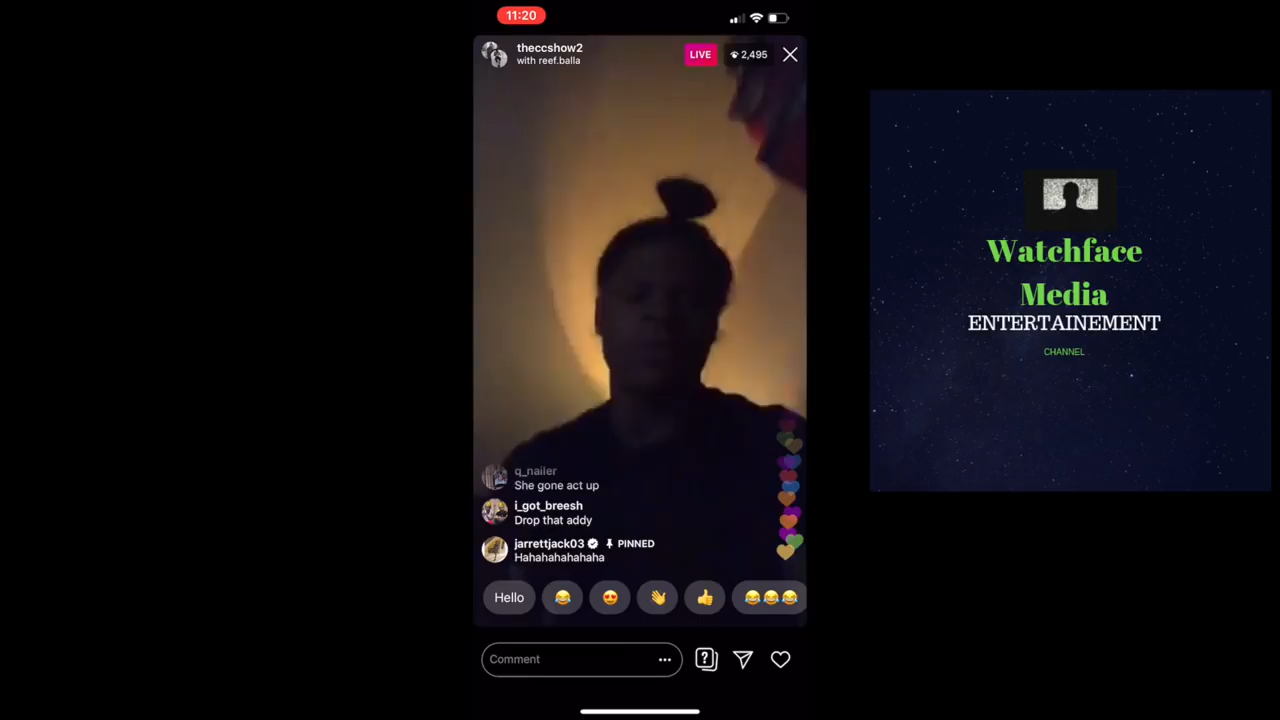 11:20
theccshow2
with reef.balla
LIVE
2,495
q_nailer
She gone act up
i_got_breesh
Drop that addy
jarrettjack03 PINNED
Hahahahahahaha
Hello
Comment
Watchface
Media
ENTERTAINEMENT
CHANNEL